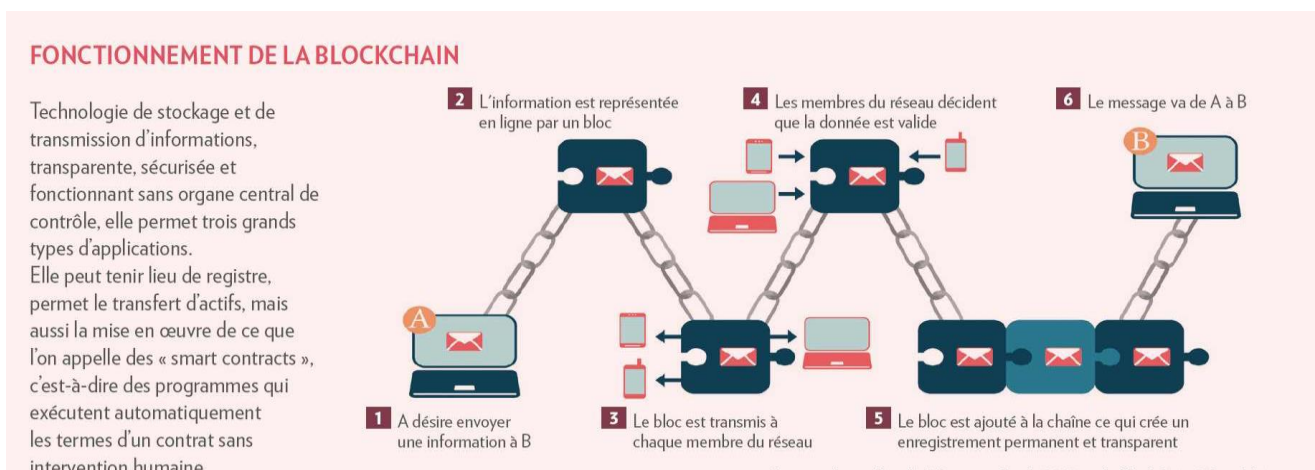 FONCTIONNEMENT DE LA BLOCKCHAIN
Technologie de stockage et de
transmission d'informations,
transparente, sécurisée et
fonctionnant sans organe central de
contrôle, elle permet trois grands
types d'applications.
Elle peut tenir lieu de registre,
permet le transfert d'actifs, mais
aussi la mise en œuvre de ce que
l'on appelle des « smart contracts »,
c'est-à-dire des programmes qui
exécutent automatiquement
les termes d'un contrat sans
intervention humaine
1 A désire envoyer
une information à B
A
2 L'information est représentée
en ligne par un bloc
3 Le bloc est transmis à
chaque membre du réseau
4 Les membres du réseau décident
que la donnée est valide
5 Le bloc est ajouté à la chaîne ce qui crée un
enregistrement permanent et transparent
6 Le message va de A à B
B